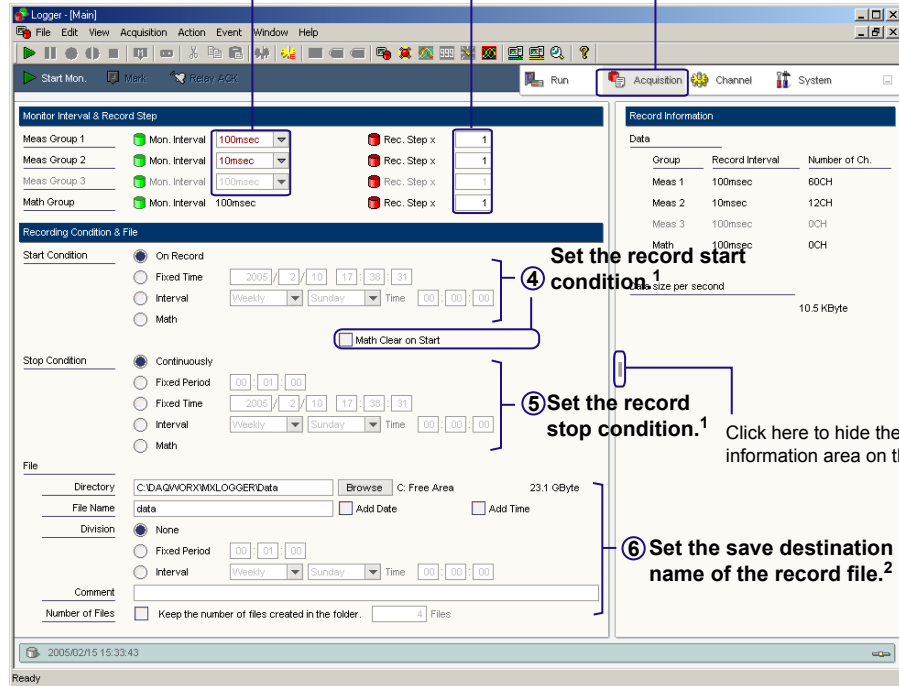 Logger - [Main]
File Edit View Acquisition Action Event Window Help
Start Mon. Mark Relay ACK Run Acquisition Channel System
Monitor Interval & Record Step
Meas Group 1 Mon. Interval 100msec Rec. Step x 1
Meas Group 2 Mon. Interval 10msec Rec. Step x 1
Meas Group 3 Mon. Interval 100msec Rec. Step x 1
Math Group Mon. Interval 100msec Rec. Step x 1
Recording Condition & File
Start Condition On Record
Fixed Time 2005 / 2 / 10 17 : 38 : 31
Interval Weekly Sunday Time 00 : 00 : 00
Math
Math Clear on Start
④ Set the record start
condition.1
Stop Condition Continuously
Fixed Period 00 : 01 : 00
Fixed Time 2005 / 2 / 10 17 : 38 : 31
Interval Weekly Sunday Time 00 : 00 : 00
Math
⑤ Set the record
stop condition.1
File
Directory C:\DAQWORX\MXLOGGER\Data Browse C: Free Area 23.1 GByte
File Name data Add Date Add Time
Division None
Fixed Period 00 : 01 : 00
Interval Weekly Sunday Time 00 : 00 : 00
Comment
Number of Files Keep the number of files created in the folder. 4 Files
⑥ Set the save destination
name of the record file.2
Record Information
Data
Group Record Interval Number of Ch.
Meas 1 100msec 60CH
Meas 2 10msec 12CH
Meas 3 100msec 0CH
Math 100msec 0CH
Data size per second
10.5 KByte
Click here to hide the
information area on th
2005/02/15 15:33:43
Ready